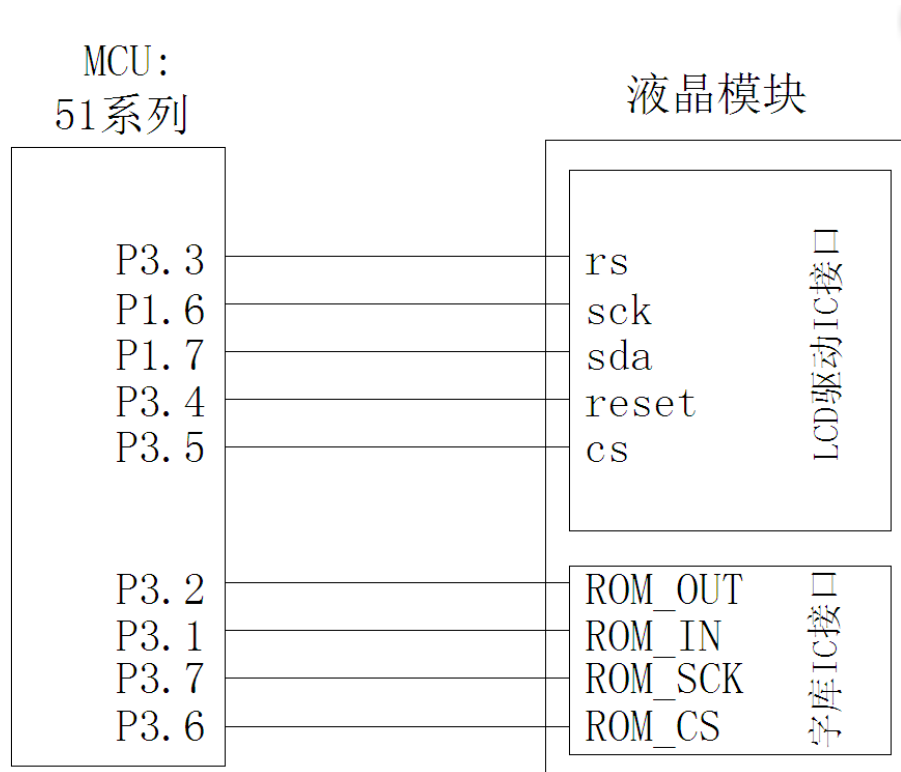 MCU:
51系列
液晶模块
P3.3
rs
P1.6
sck
P1.7
sda
P3.4
reset
P3.5
cs
LCD驱动IC接口
P3.2
ROM_OUT
P3.1
ROM_IN
P3.7
ROM_SCK
P3.6
ROM_CS
字库IC接口